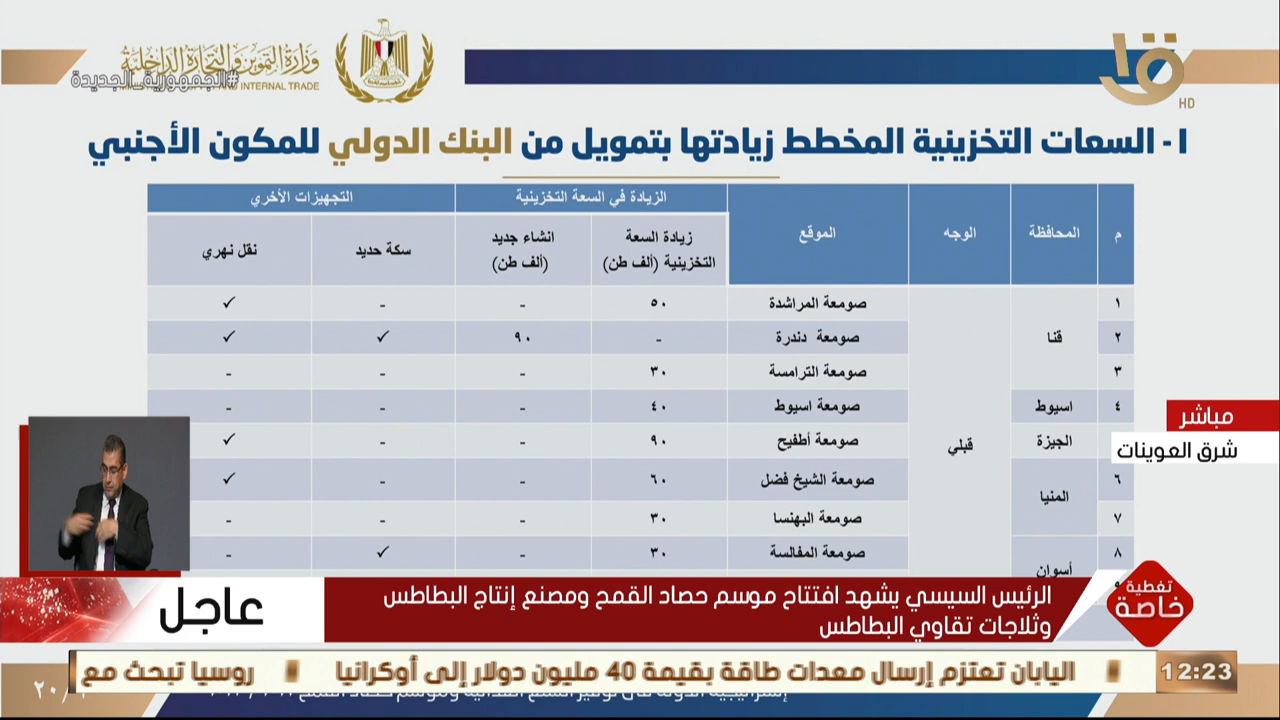 وزارة التموين والتجارة الداخلية
AND INTERNAL TRADE
#الجمهورية_الجديدة
HD
١- السعات التخزينية المخطط زيادتها بتمويل من البنك الدولي للمكون الأجنبي
م المحافظة الوجه الموقع الزيادة في السعة التخزينية التجهيزات الأخري
زيادة السعة التخزينية (ألف طن) انشاء جديد (ألف طن) سكة حديد نقل نهري
١ قنا قبلي صومعة المراشدة ٥٠ - - ✓
٢ صومعة دندرة - ٩٠ ✓ ✓
٣ صومعة الترامسة ٣٠ - - -
٤ اسيوط صومعة اسيوط ٤٠ - - -
الجيزة صومعة أطفيح ٩٠ - - ✓
٦ المنيا صومعة الشيخ فضل ٦٠ - - ✓
٧ صومعة البهنسا ٣٠ - - -
٨ أسوان صومعة المفالسة ٣٠ - ✓ -
مباشر
شرق العوينات
تغطية
خاصة
عاجل
الرئيس السيسي يشهد افتتاح موسم حصاد القمح ومصنع إنتاج البطاطس
وثلاجات تقاوي البطاطس
12:23
اليابان تعتزم إرسال معدات طاقة بقيمة 40 مليون دولار إلى أوكرانيا روسيا تبحث مع